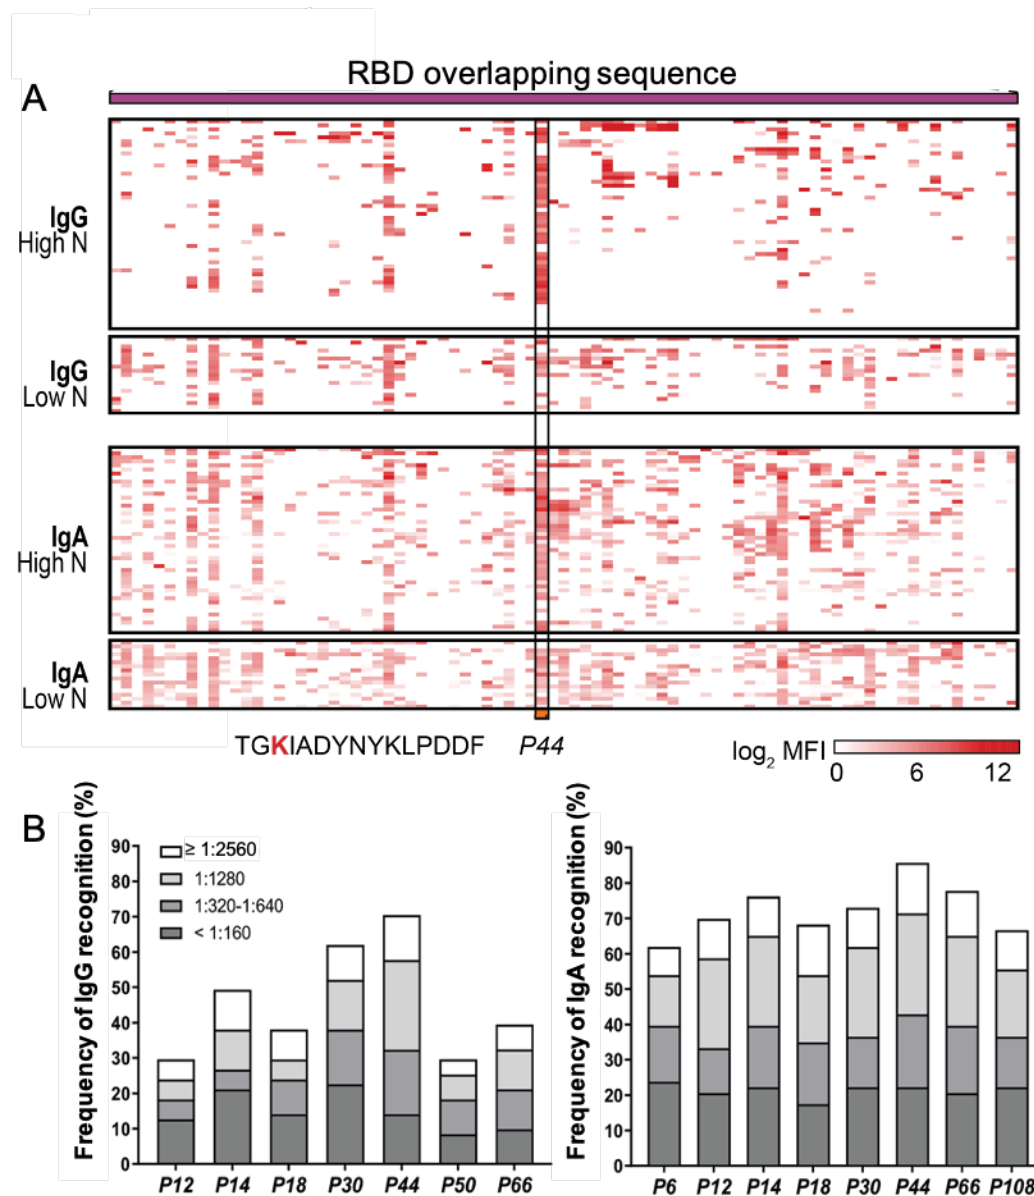 RBD overlapping sequence
A
IgG
High N
IgG
Low N
IgA
High N
IgA
Low N
TGKIADYNYKLPDDF P44
log2 MFI
0 6 12
B
Frequency of IgG recognition (%)
90
80
70
60
50
40
30
20
10
0
≥ 1:2560
1:1280
1:320-1:640
< 1:160
P12 P14 P18 P30 P44 P50 P66
Frequency of IgA recognition (%)
90
80
70
60
50
40
30
20
10
0
P6 P12 P14 P18 P30 P44 P66 P108